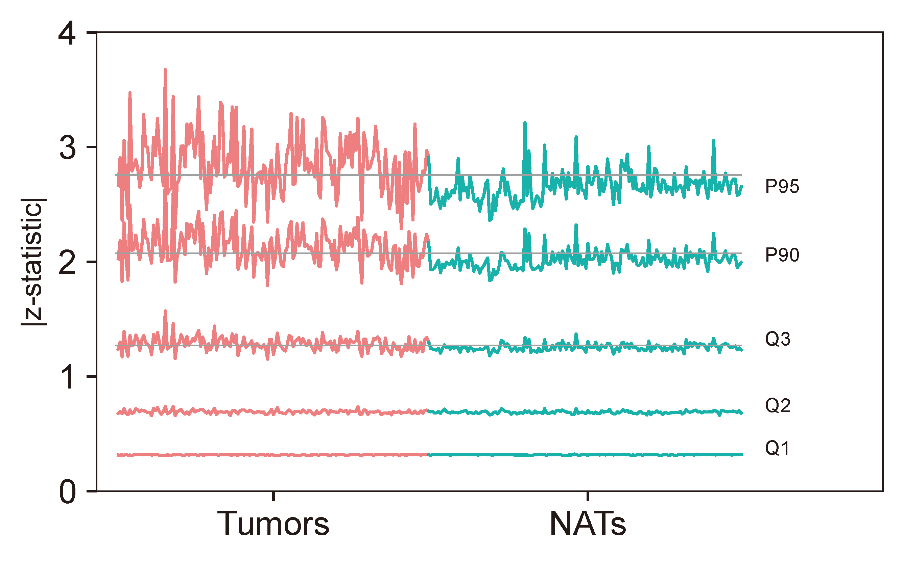 4
3
2
1
0
|z-statistic|
P95
P90
Q3
Q2
Q1
Tumors
NATs